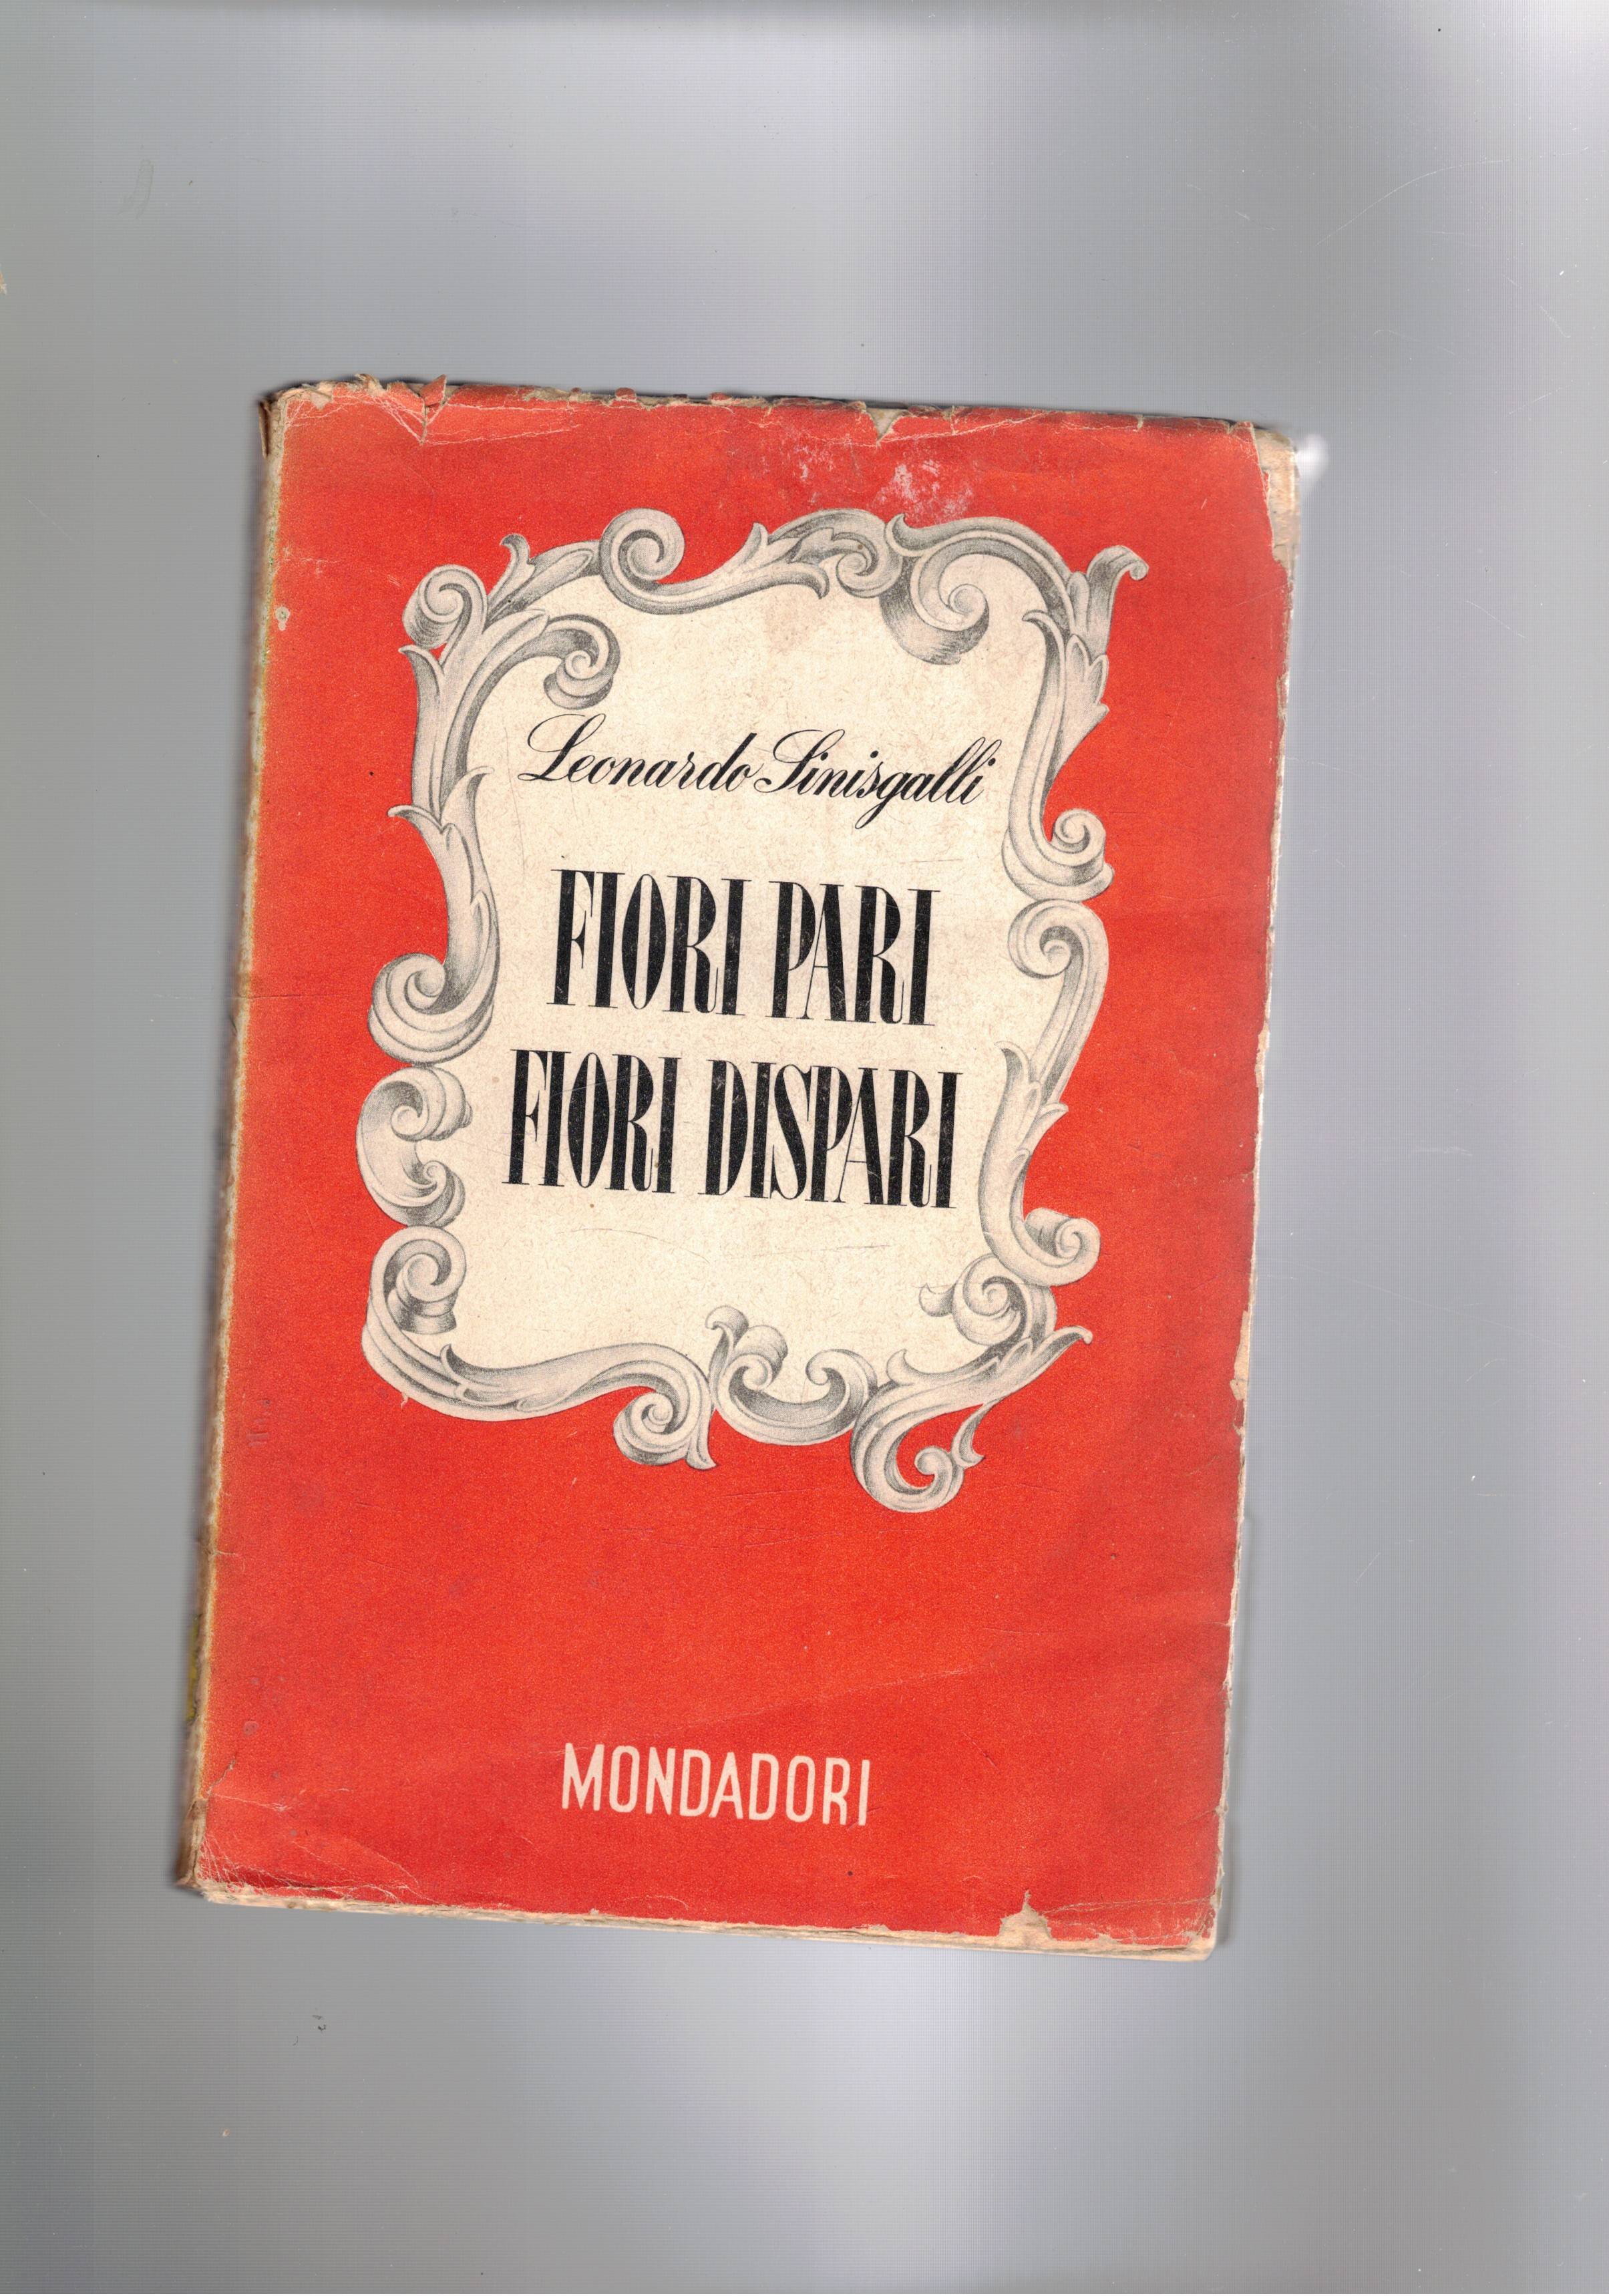 Leonardo Sinisgalli
FIORI PARI
FIORI DISPARI
MONDADORI